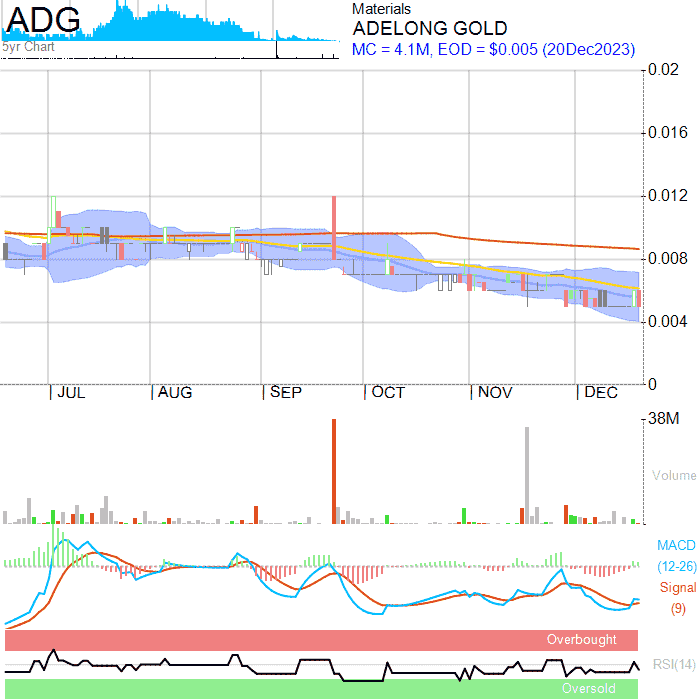 ADG
5yr Chart
Materials
ADELONG GOLD
MC = 4.1M, EOD = $0.005 (20Dec2023)
0.02
0.016
0.012
0.008
0.004
0
JUL
AUG
SEP
OCT
NOV
DEC
38M
Volume
MACD
(12-26)
Signal
(9)
Overbought
RSI(14)
Oversold